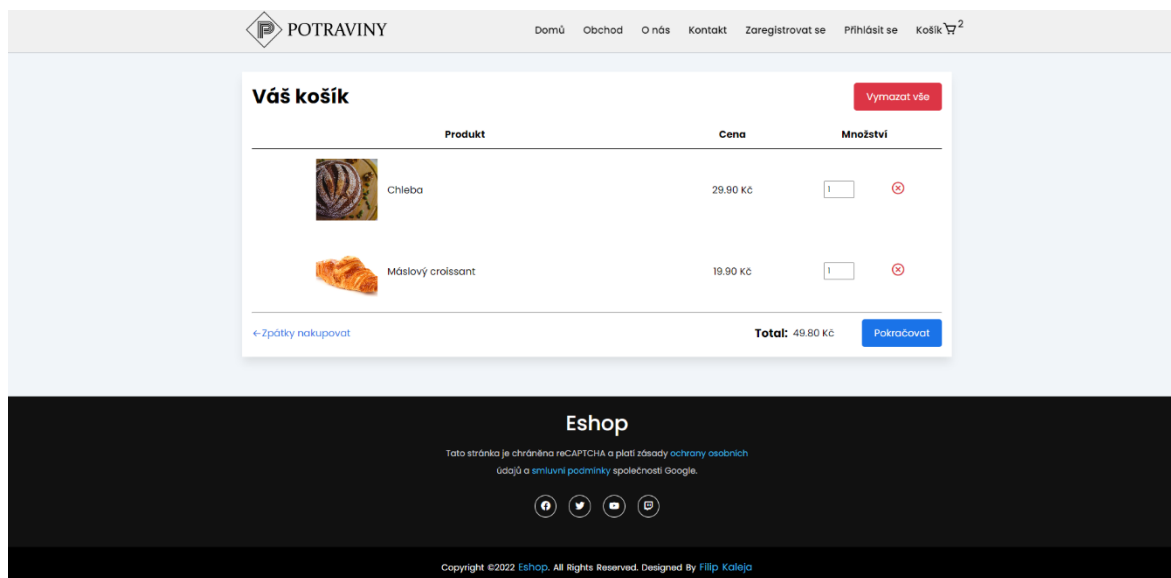 POTRAVINY Domů Obchod O nás Kontakt Zaregistrovat se Přihlásit se Košík 2
Váš košík Vymazat vše
Produkt Cena Množství
Chleba 29.90 Kč 1
Máslový croissant 19.90 Kč 1
←Zpátky nakupovat Total: 49.80 Kč Pokračovat
Eshop
Tato stránka je chráněna reCAPTCHA a platí zásady ochrany osobních
údajů a smluvní podmínky společnosti Google.
Copyright ©2022 Eshop. All Rights Reserved. Designed By Filip Kaleja